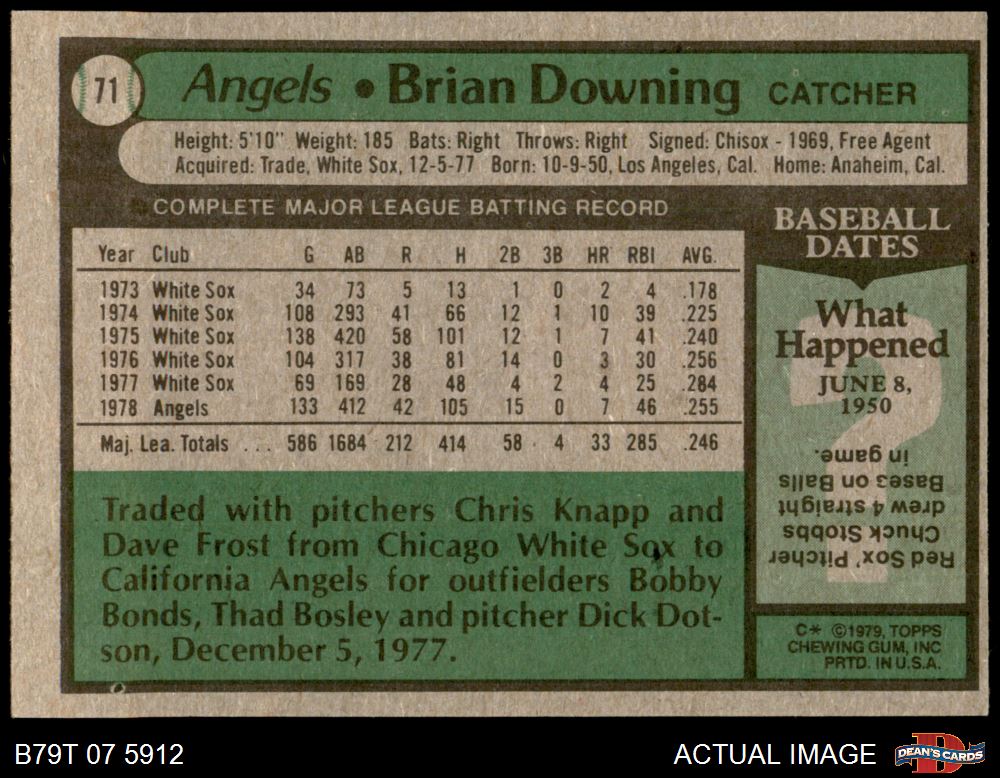 71
Angels • Brian Downing CATCHER
Height: 5'10" Weight: 185 Bats: Right Throws: Right Signed: Chisox - 1969, Free Agent
Acquired: Trade, White Sox, 12-5-77 Born: 10-9-50, Los Angeles, Cal. Home: Anaheim, Cal.
COMPLETE MAJOR LEAGUE BATTING RECORD
Year Club G AB R H 2B 3B HR RBI AVG.
1973 White Sox 34 73 5 13 1 0 2 4 .178
1974 White Sox 108 293 41 66 12 1 10 39 .225
1975 White Sox 138 420 58 101 12 1 7 41 .240
1976 White Sox 104 317 38 81 14 0 3 30 .256
1977 White Sox 69 169 28 48 4 2 4 25 .284
1978 Angels 133 412 42 105 15 0 7 46 .255
Maj. Lea. Totals ... 586 1684 212 414 58 4 33 285 .246
Traded with pitchers Chris Knapp and
Dave Frost from Chicago White Sox to
California Angels for outfielders Bobby
Bonds, Thad Bosley and pitcher Dick Dot-
son, December 5, 1977.
BASEBALL
DATES
What
Happened
JUNE 8,
1950
?
Red Sox' Pitcher
Chuck Stobbs
drew 4 straight
Bases on Balls
in game.
C* ©1979, TOPPS
CHEWING GUM, INC
PRTD. IN U.S.A.
B79T 07 5912
ACTUAL IMAGE
D
DEAN'S CARDS